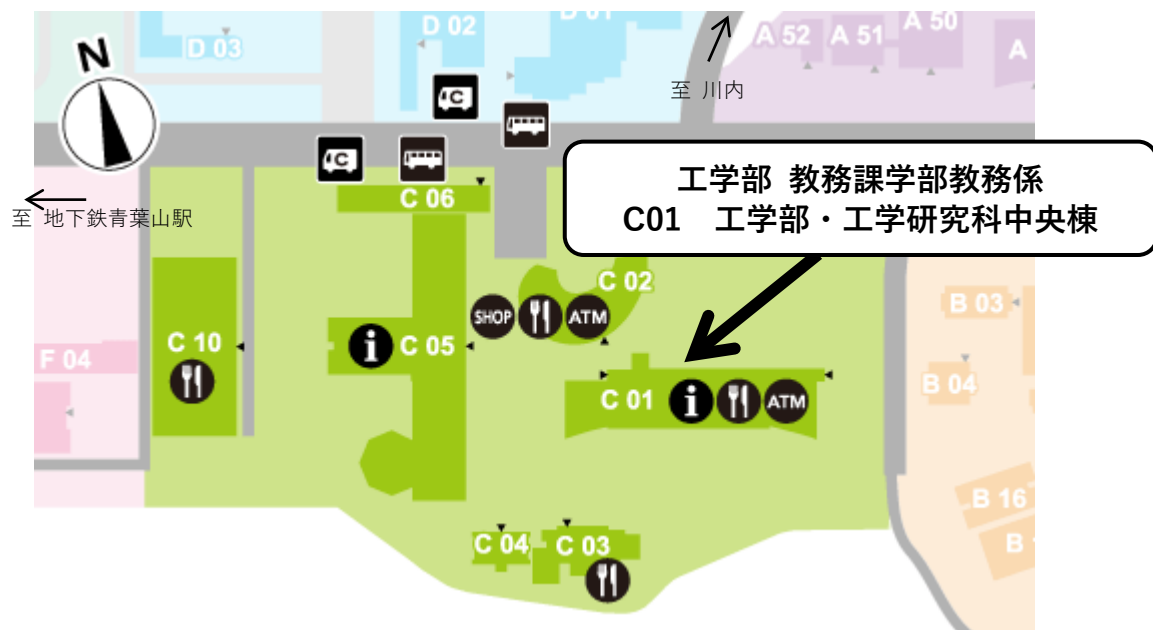 D 03
D 02
D 01
A 52
A 51
A 50
A
N
至 川内
工学部 教務課学部教務係
C01 工学部・工学研究科中央棟
至 地下鉄青葉山駅
C
C
C 06
C 02
SHOP
ATM
B 03
C 10
i
C 05
F 04
B 04
C 01
i
ATM
B 16
B
C 04
C 03